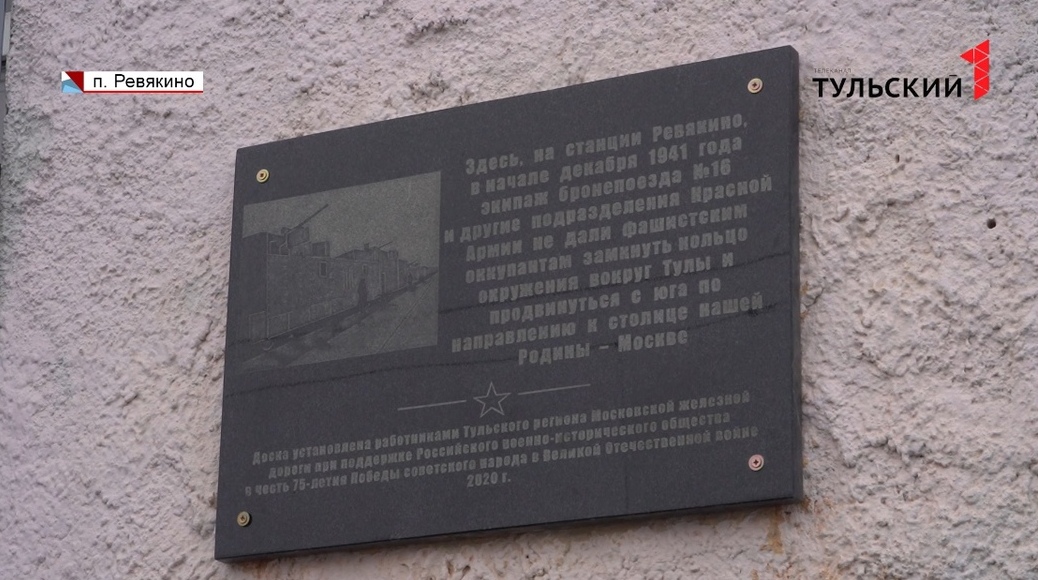 п. Ревякино
ТЕЛЕКАНАЛ
ТУЛЬСКИЙ 1
Здесь, на станции Ревякино,
в начале декабря 1941 года
экипаж бронепоезда №16
и другие подразделения Красной
Армии не дали фашистским
оккупантам замкнуть кольцо
окружения вокруг Тулы и
продвинуться с юга по
направлению к столице нашей
Родины – Москве
Доска установлена работниками Тульского региона Московской железной
дороги при поддержке Российского военно-исторического общества
в честь 75-летия Победы советского народа в Великой Отечественной войне
2020 г.